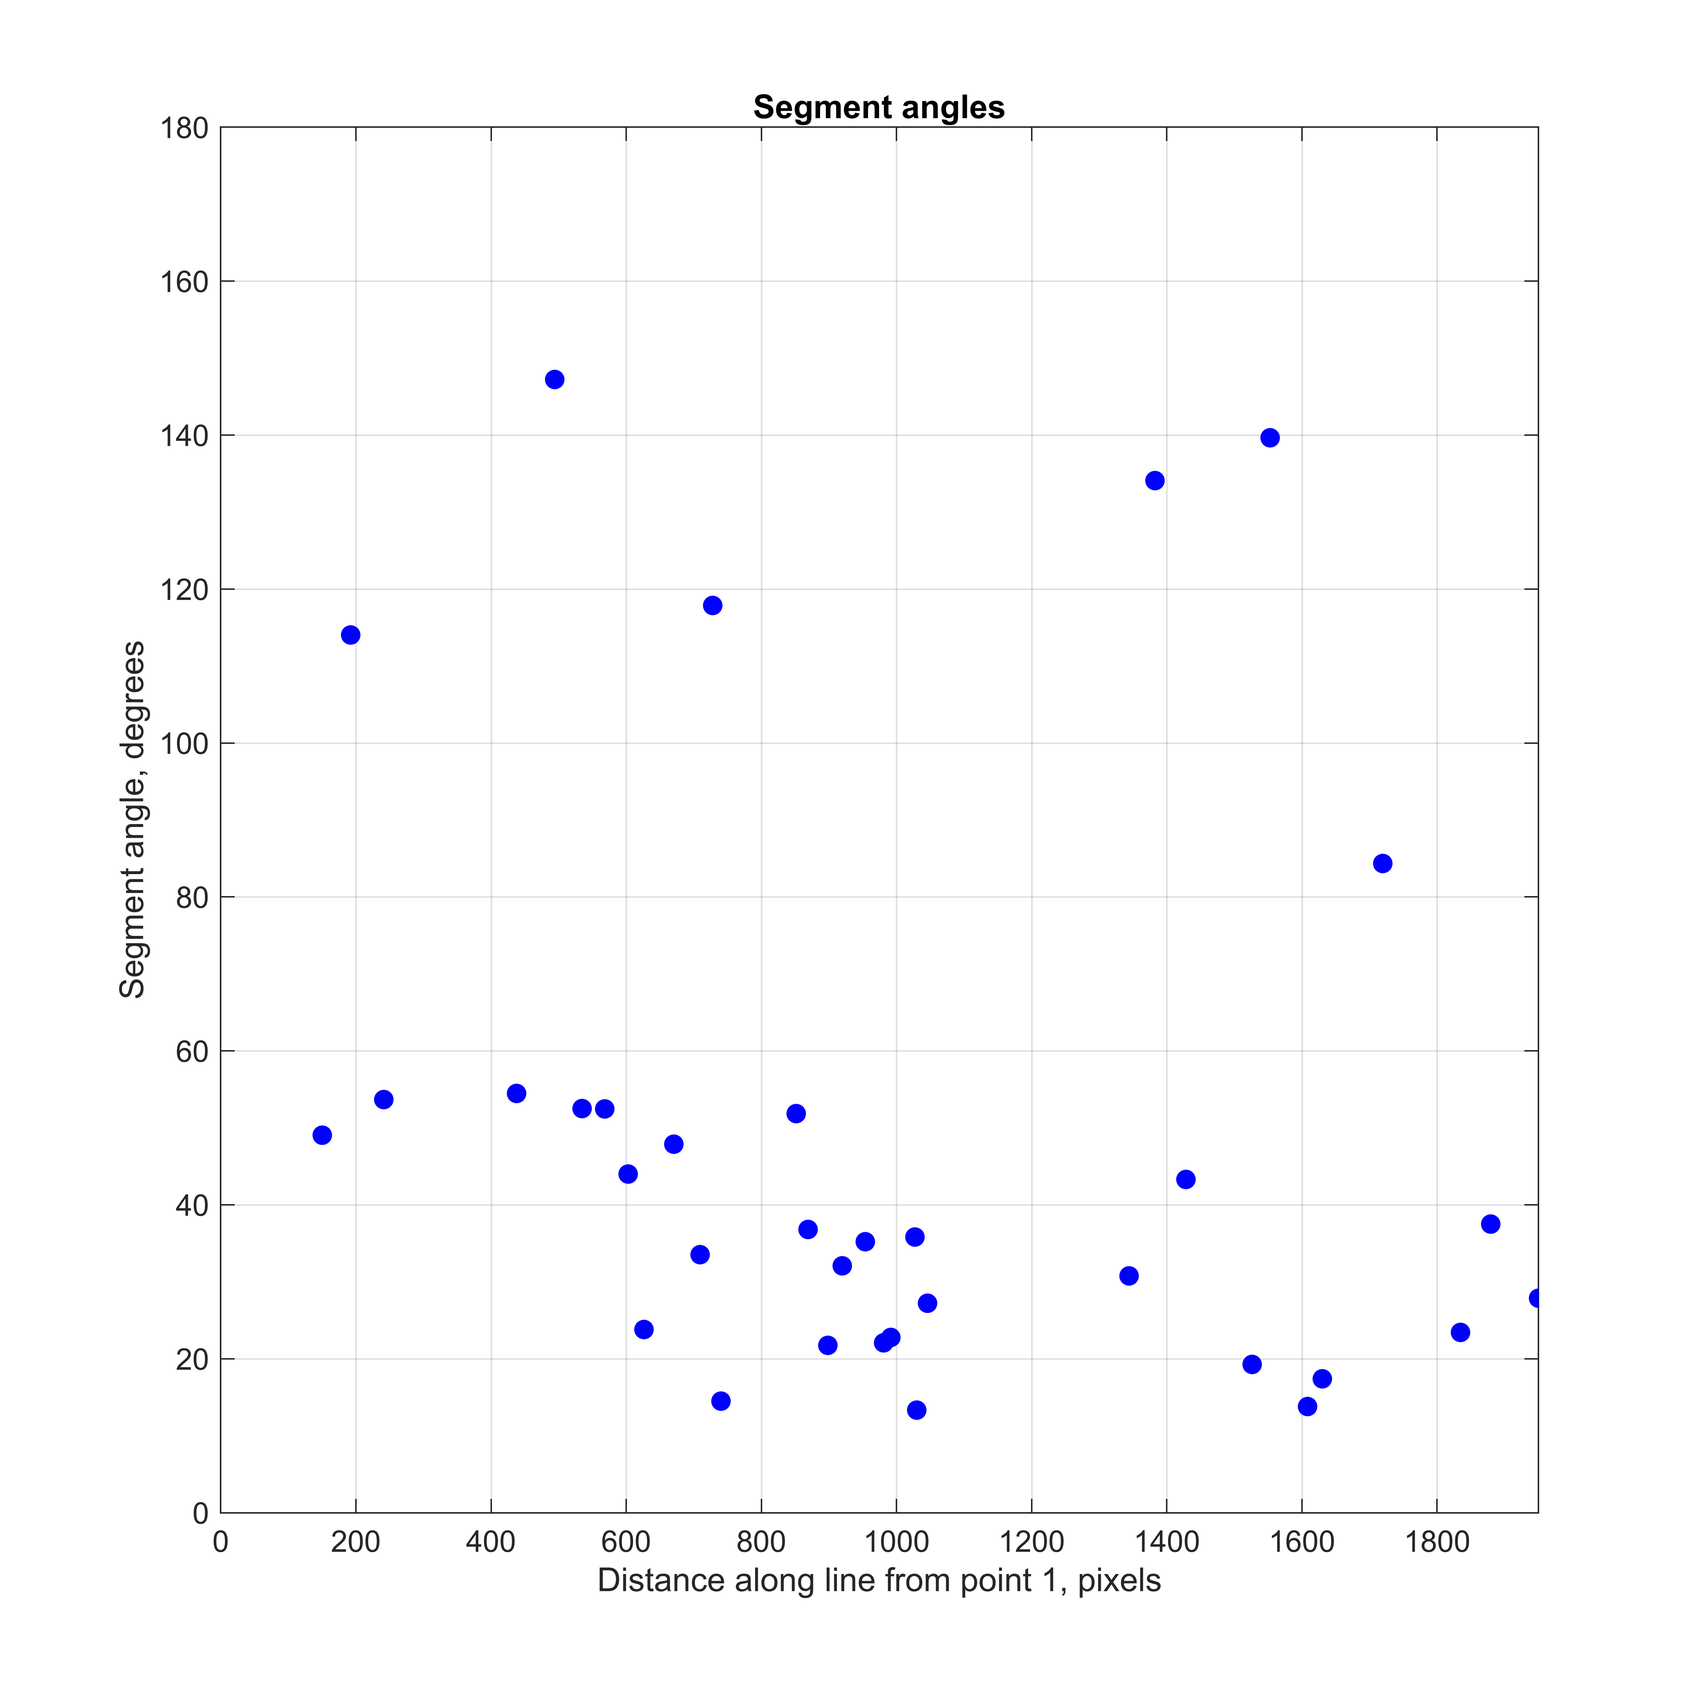 Segment angles
180
160
140
120
100
80
60
40
20
0
Segment angle, degrees
0 200 400 600 800 1000 1200 1400 1600 1800
Distance along line from point 1, pixels